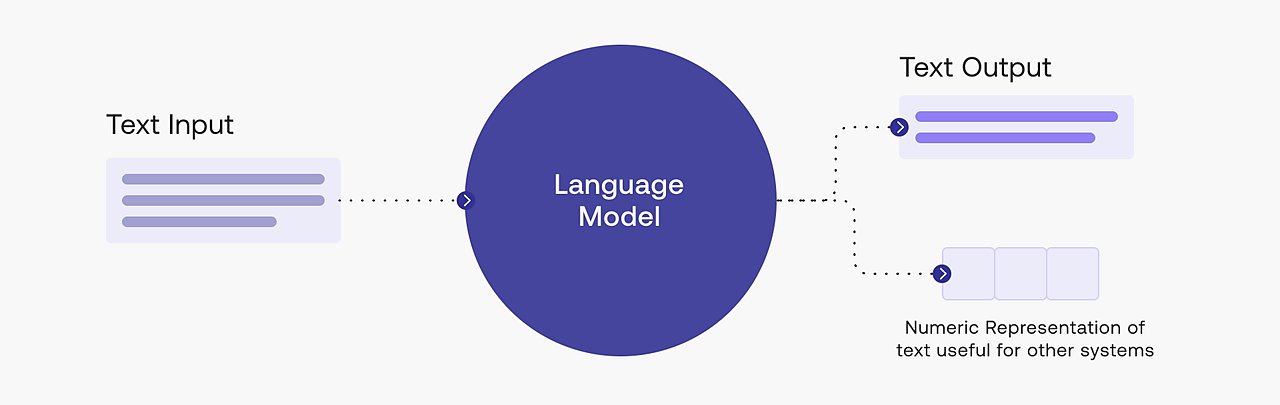 Text Input
Language
Model
Text Output
Numeric Representation of
text useful for other systems